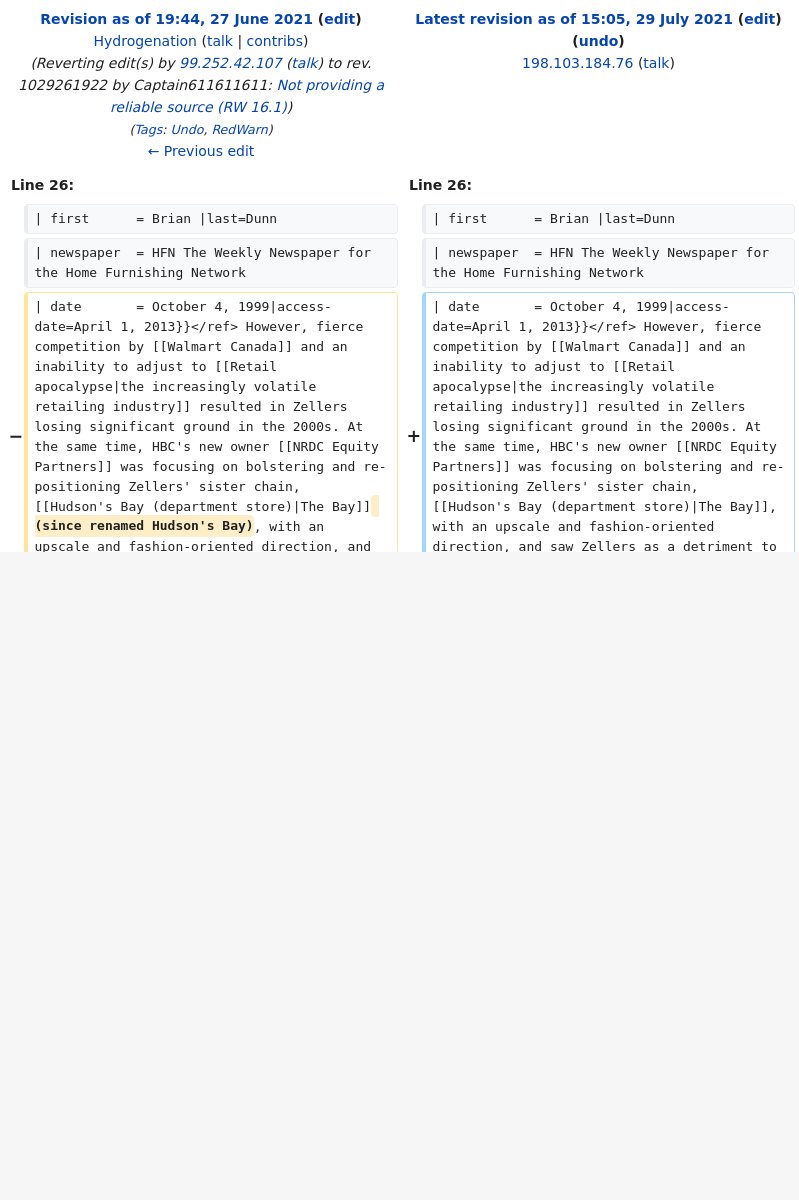 Revision as of 19:44, 27 June 2021 (edit)
Hydrogenation (talk | contribs)
(Reverting edit(s) by 99.252.42.107 (talk) to rev.
1029261922 by Captain611611611: Not providing a
reliable source (RW 16.1))
(Tags: Undo, RedWarn)
← Previous edit
Latest revision as of 15:05, 29 July 2021 (edit)
(undo)
198.103.184.76 (talk)
Line 26:
| first      = Brian |last=Dunn
| newspaper  = HFN The Weekly Newspaper for
the Home Furnishing Network
− | date       = October 4, 1999|access-
date=April 1, 2013}}</ref> However, fierce
competition by [[Walmart Canada]] and an
inability to adjust to [[Retail
apocalypse|the increasingly volatile
retailing industry]] resulted in Zellers
losing significant ground in the 2000s. At
the same time, HBC's new owner [[NRDC Equity
Partners]] was focusing on bolstering and re-
positioning Zellers' sister chain,
[[Hudson's Bay (department store)|The Bay]]
(since renamed Hudson's Bay), with an
upscale and fashion-oriented direction, and
Line 26:
| first      = Brian |last=Dunn
| newspaper  = HFN The Weekly Newspaper for
the Home Furnishing Network
+ | date       = October 4, 1999|access-
date=April 1, 2013}}</ref> However, fierce
competition by [[Walmart Canada]] and an
inability to adjust to [[Retail
apocalypse|the increasingly volatile
retailing industry]] resulted in Zellers
losing significant ground in the 2000s. At
the same time, HBC's new owner [[NRDC Equity
Partners]] was focusing on bolstering and re-
positioning Zellers' sister chain,
[[Hudson's Bay (department store)|The Bay]],
with an upscale and fashion-oriented
direction, and saw Zellers as a detriment to